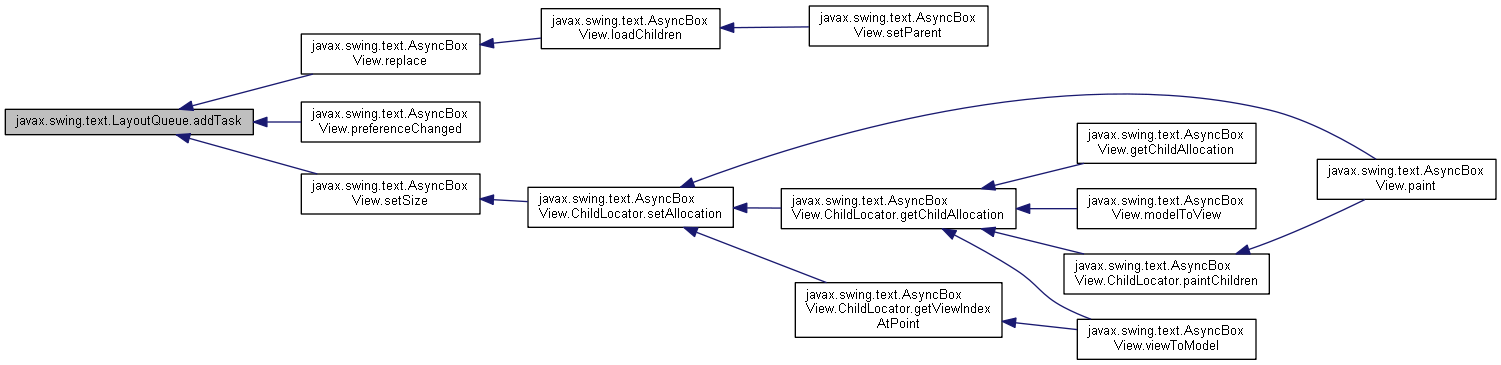 javax.swing.text.AsyncBox
View.setParent
javax.swing.text.AsyncBox
View.loadChildren
javax.swing.text.AsyncBox
View.replace
javax.swing.text.LayoutQueue.addTask
javax.swing.text.AsyncBox
View.preferenceChanged
javax.swing.text.AsyncBox
View.getChildAllocation
javax.swing.text.AsyncBox
View.paint
javax.swing.text.AsyncBox
View.setSize
javax.swing.text.AsyncBox
View.ChildLocator.setAllocation
javax.swing.text.AsyncBox
View.ChildLocator.getChildAllocation
javax.swing.text.AsyncBox
View.modelToView
javax.swing.text.AsyncBox
View.ChildLocator.paintChildren
javax.swing.text.AsyncBox
View.ChildLocator.getViewIndex
AtPoint
javax.swing.text.AsyncBox
View.viewToModel